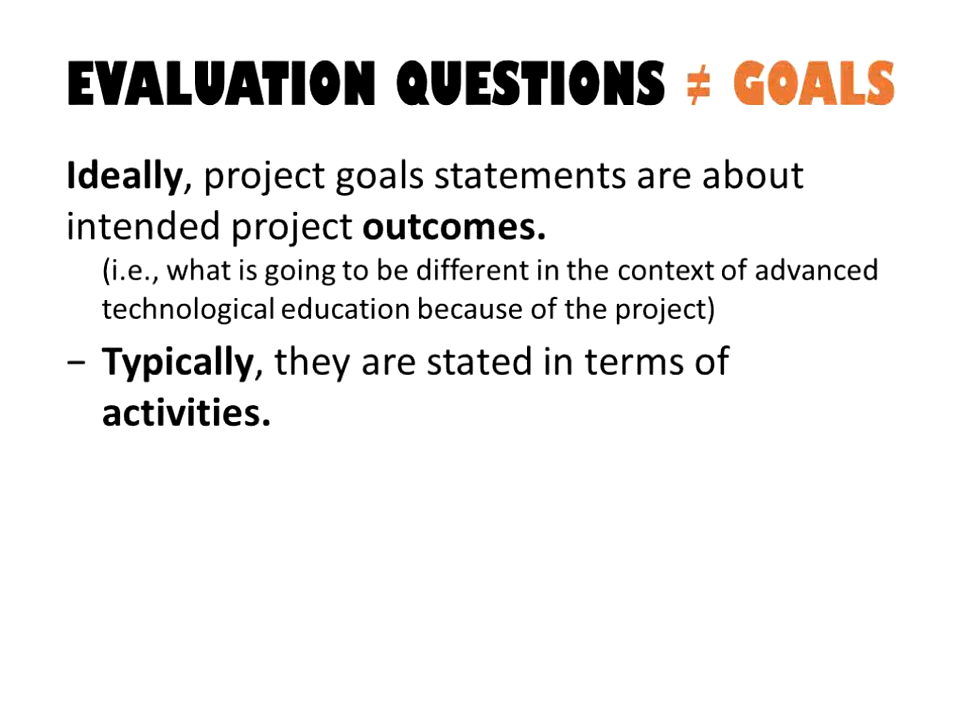 EVALUATION QUESTIONS ≠ GOALS
Ideally, project goals statements are about
intended project outcomes.
(i.e., what is going to be different in the context of advanced
technological education because of the project)
– Typically, they are stated in terms of
activities.